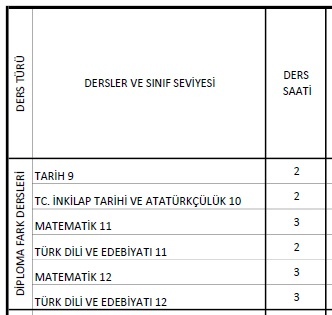 DERS TÜRÜ
DERSLER VE SINIF SEVİYESİ
DERS
SAATİ
DİPLOMA FARK DERSLERİ
TARİH 9 2
TC. İNKİLAP TARİHİ VE ATATÜRKÇÜLÜK 10 2
MATEMATİK 11 3
TÜRK DİLİ VE EDEBİYATI 11 2
MATEMATİK 12 3
TÜRK DİLİ VE EDEBİYATI 12 3